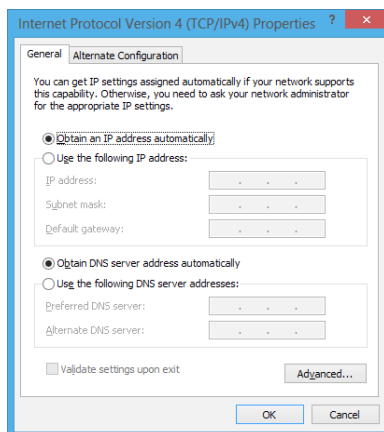 Internet Protocol Version 4 (TCP/IPv4) Properties ? ×
General Alternate Configuration
You can get IP settings assigned automatically if your network supports
this capability. Otherwise, you need to ask your network administrator
for the appropriate IP settings.
Obtain an IP address automatically
Use the following IP address:
IP address: . . .
Subnet mask: . . .
Default gateway: . . .
Obtain DNS server address automatically
Use the following DNS server addresses:
Preferred DNS server: . . .
Alternate DNS server: . . .
Validate settings upon exit
Advanced...
OK Cancel